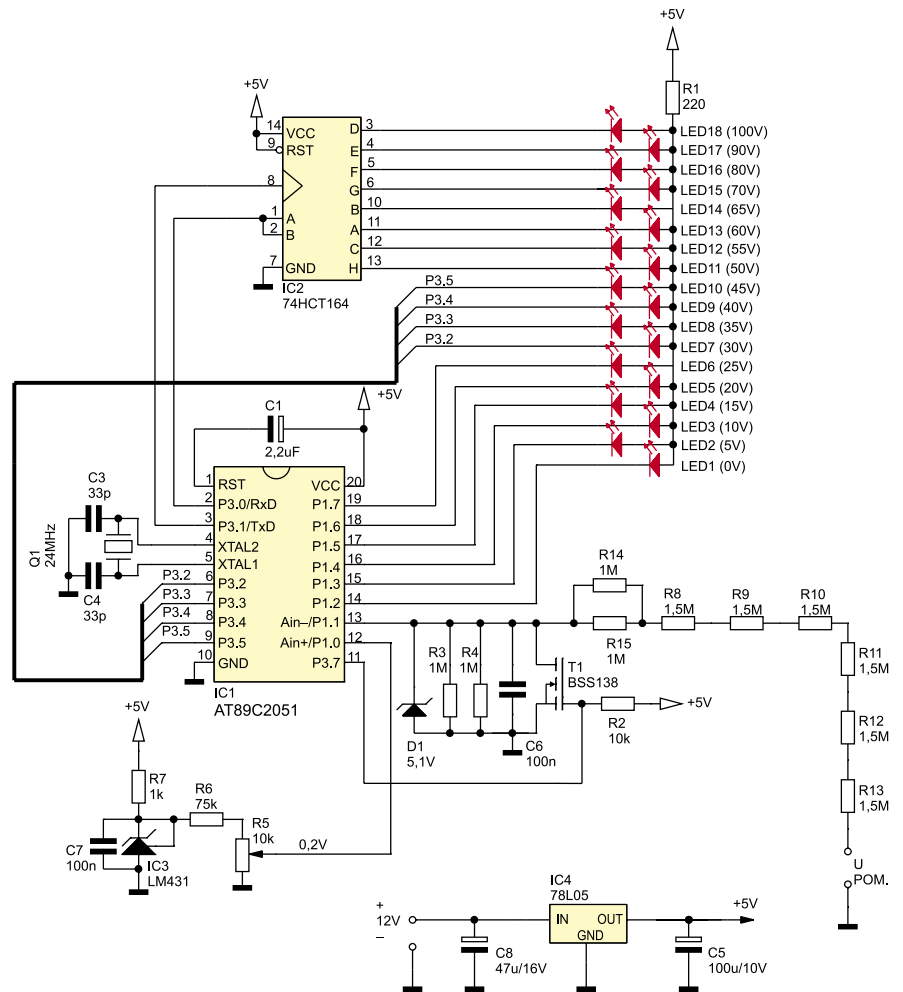 +5V
R1
220
+5V
14 VCC
9 RST
8
1 A
2 B
7 GND
D 3
E 4
F 5
G 6
B 10
A 11
C 12
H 13
IC2
74HCT164
LED18 (100V)
LED17 (90V)
LED16 (80V)
LED15 (70V)
LED14 (65V)
LED13 (60V)
LED12 (55V)
LED11 (50V)
LED10 (45V)
LED9 (40V)
LED8 (35V)
LED7 (30V)
LED6 (25V)
LED5 (20V)
LED4 (15V)
LED3 (10V)
LED2 (5V)
LED1 (0V)
P3.5
P3.4
P3.3
P3.2
+5V
C1
2,2uF
1 RST
2 P3.0/RxD
3 P3.1/TxD
4 XTAL2
5 XTAL1
6 P3.2
7 P3.3
8 P3.4
9 P3.5
10 GND
VCC 20
P1.7 19
P1.6 18
P1.5 17
P1.4 16
P1.3 15
P1.2 14
Ain–/P1.1 13
Ain+/P1.0 12
P3.7 11
IC1
AT89C2051
C3
33p
Q1
24MHz
C4
33p
P3.2
P3.3
P3.4
P3.5
R14
1M
R15
1M
R8
1,5M
R9
1,5M
R10
1,5M
R11
1,5M
R12
1,5M
R13
1,5M
U
POM.
R3
1M
R4
1M
T1
BSS138
+5V
R2
10k
D1
5,1V
C6
100n
+5V
R7
1k
R6
75k
R5
10k
0,2V
C7
100n
IC3
LM431
+
12V
–
C8
47u/16V
IC4
78L05
IN OUT
GND
+5V
C5
100u/10V